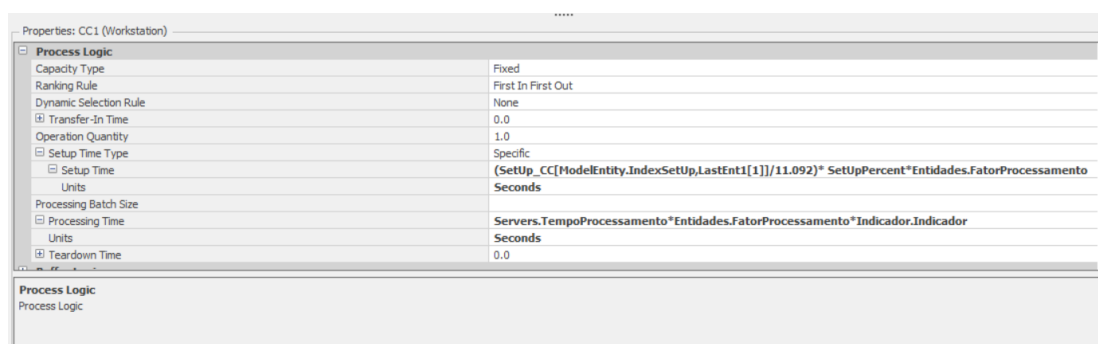 Properties: CC1 (Workstation)
Process Logic
Capacity Type Fixed
Ranking Rule First In First Out
Dynamic Selection Rule None
Transfer-In Time 0.0
Operation Quantity 1.0
Setup Time Type Specific
Setup Time (SetUp_CC[ModelEntity.IndexSetUp,LastEnt1[1]]/11.092)* SetUpPercent*Entidades.FatorProcessamento
Units Seconds
Processing Batch Size
Processing Time Servers.TempoProcessamento*Entidades.FatorProcessamento*Indicador.Indicador
Units Seconds
Teardown Time 0.0
Process Logic
Process Logic